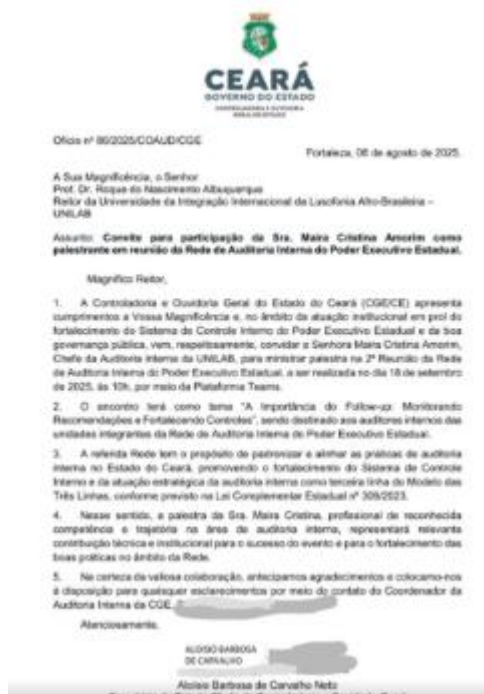 CEARÁ
GOVERNO DO ESTADO
CONTROLADORIA E OUVIDORIA
GERAL DO ESTADO
Ofício nº 86/2025/COAUD/CGE
Fortaleza, 06 de agosto de 2025.
A Sua Magnificência, o Senhor
Prof. Dr. Roque do Nascimento Albuquerque
Reitor da Universidade da Integração Internacional da Lusofonia Afro-Brasileira –
UNILAB
Assunto: Convite para participação da Sra. Maira Cristina Amorim como
palestrante em reunião da Rede de Auditoria Interna do Poder Executivo Estadual.
Magnífico Reitor,
1. A Controladoria e Ouvidoria Geral do Estado do Ceará (CGE/CE) apresenta
cumprimentos a Vossa Magnificência e, no âmbito da atuação institucional em prol do
fortalecimento do Sistema de Controle Interno do Poder Executivo Estadual e da boa
governança pública, vem, respeitosamente, convidar a Senhora Maira Cristina Amorim,
Chefe da Auditoria Interna da UNILAB, para ministrar palestra na 2ª Reunião da Rede
de Auditoria Interna do Poder Executivo Estadual, a ser realizada no dia 18 de setembro
de 2025, às 10h, por meio da Plataforma Teams.
2. O encontro terá como tema "A Importância do Follow-up: Monitorando
Recomendações e Fortalecendo Controles", sendo destinado aos auditores internos das
unidades integrantes da Rede de Auditoria Interna do Poder Executivo Estadual.
3. A referida Rede tem o propósito de padronizar e alinhar as práticas de auditoria
interna no Estado do Ceará, promovendo o fortalecimento do Sistema de Controle
Interno e da atuação estratégica da auditoria interna como terceira linha do Modelo das
Três Linhas, conforme previsto na Lei Complementar Estadual nº 309/2023.
4. Nesse sentido, a palestra da Sra. Maira Cristina, profissional de reconhecida
competência e trajetória na área de auditoria interna, representará relevante
contribuição técnica e institucional para o sucesso do evento e para o fortalecimento das
boas práticas no âmbito da Rede.
5. Na certeza de valiosa colaboração, antecipamos agradecimentos e colocamo-nos
à disposição para quaisquer esclarecimentos por meio do contato do Coordenador da
Auditoria Interna da CGE,
Atenciosamente,
ALOISIO BARBOSA
DE CARVALHO
Aloisio Barbosa de Carvalho Neto